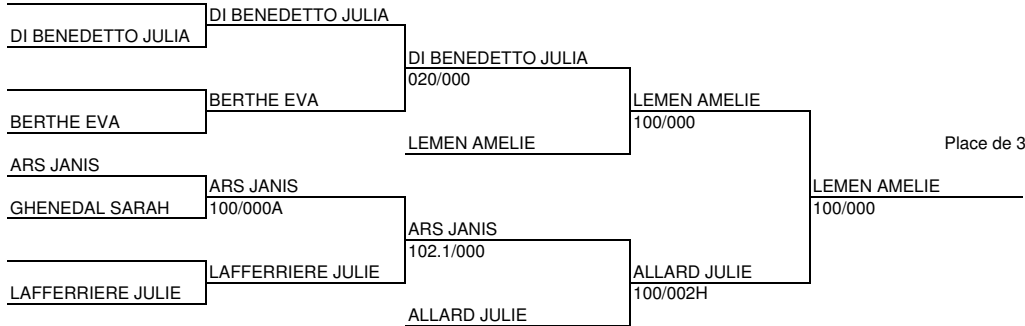 DI BENEDETTO JULIA
DI BENEDETTO JULIA
DI BENEDETTO JULIA
020/000
BERTHE EVA
LEMEN AMELIE
100/000
BERTHE EVA
LEMEN AMELIE
Place de 3
ARS JANIS
ARS JANIS
LEMEN AMELIE
GHENEDAL SARAH
100/000A
100/000
ARS JANIS
102.1/000
LAFFERRIERE JULIE
ALLARD JULIE
LAFFERRIERE JULIE
100/002H
ALLARD JULIE